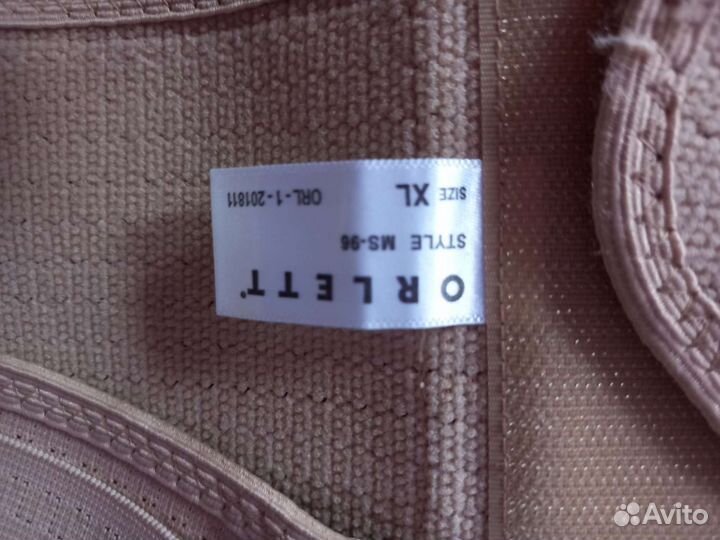 ORLETT®
STYLE MS-96
SIZE XL ORL-1-201811
Avito